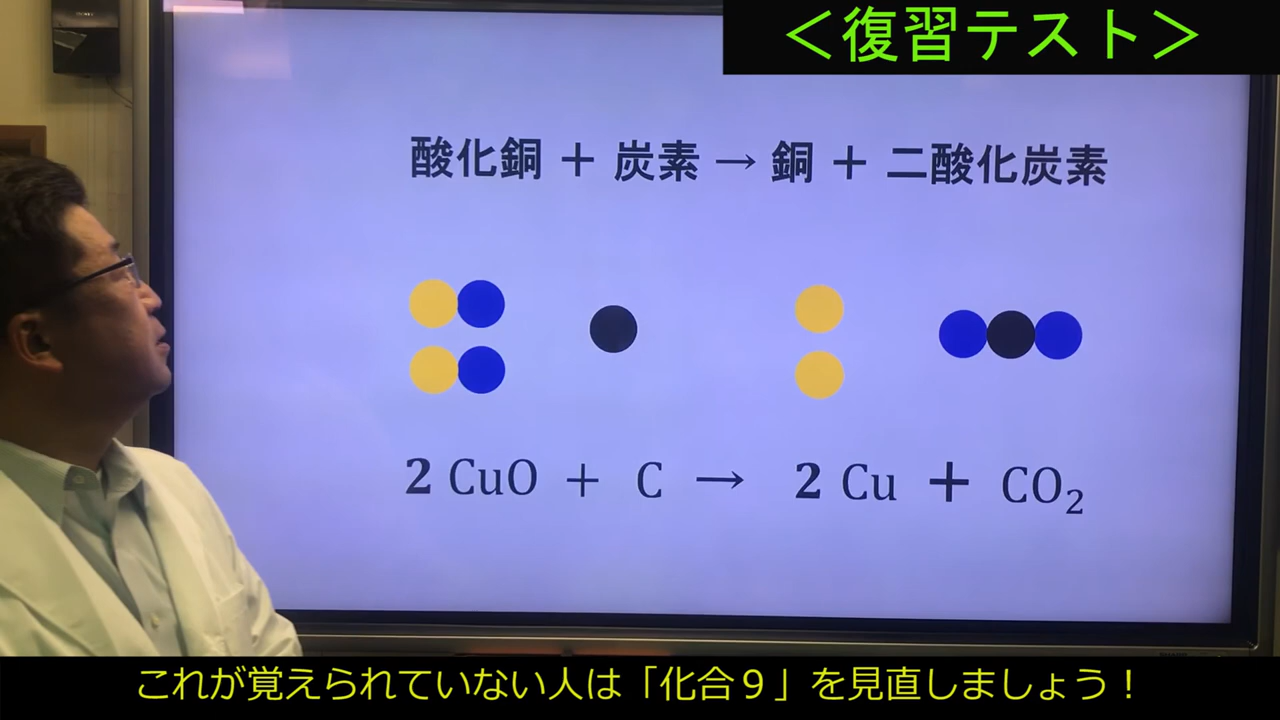 ＜復習テスト＞
酸化銅 ＋ 炭素 → 銅 ＋ 二酸化炭素
2 CuO + C → 2 Cu + CO₂
これが覚えられていない人は「化合９」を見直しましょう！